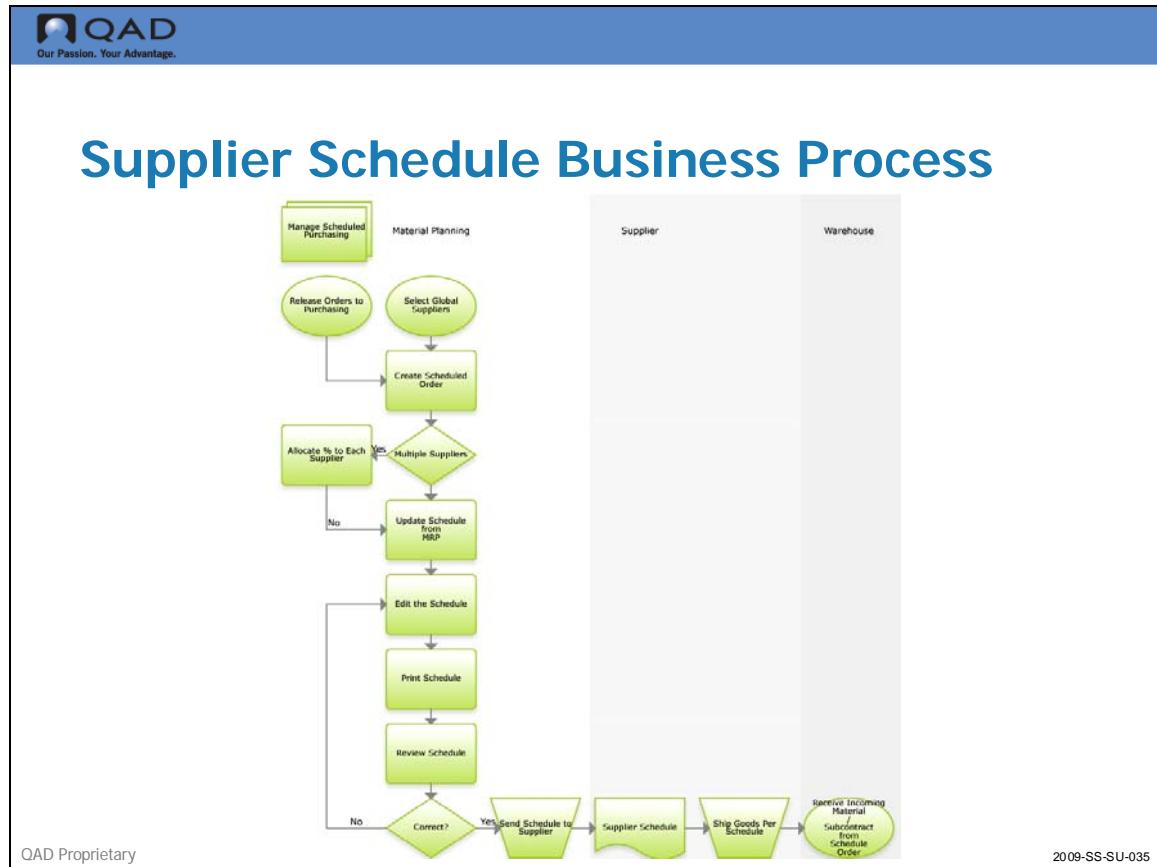 QAD
Our Passion. Your Advantage.
Supplier Schedule Business Process
Manage Scheduled
Purchasing
Material Planning
Supplier
Warehouse
Release Orders to
Purchasing
Select Global
Suppliers
Create Scheduled
Order
Allocate % to Each
Supplier
Yes
Multiple Suppliers
No
Update Schedule
from
MRP
Edit the Schedule
Print Schedule
Review Schedule
No
Correct?
Yes
Send Schedule to
Supplier
Supplier Schedule
Ship Goods Per
Schedule
Receive Incoming
Material
/
Subcontract
from
Schedule
Order
QAD Proprietary
2009-SS-SU-035